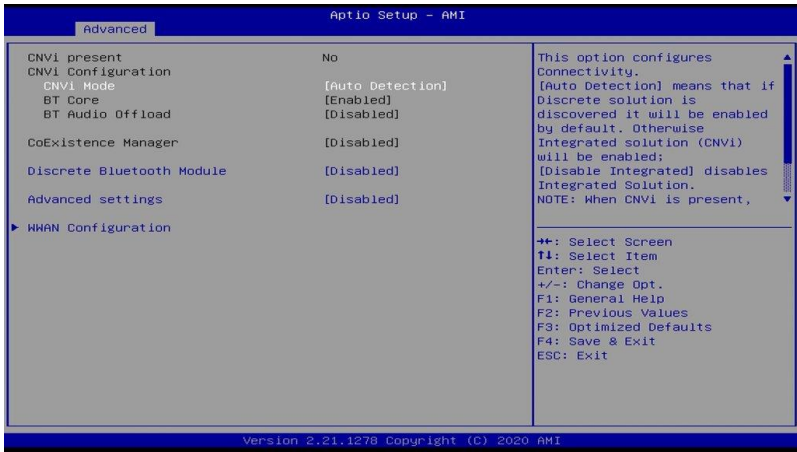 Aptio Setup – AMI
Advanced
CNVi present No
CNVi Configuration
CNVi Mode [Auto Detection]
BT Core [Enabled]
BT Audio Offload [Disabled]
CoExistence Manager [Disabled]
Discrete Bluetooth Module [Disabled]
Advanced settings [Disabled]
WWAN Configuration
This option configures
Connectivity.
[Auto Detection] means that if
Discrete solution is
discovered it will be enabled
by default. Otherwise
Integrated solution (CNVi)
will be enabled;
[Disable Integrated] disables
Integrated Solution.
NOTE: When CNVi is present,
→←: Select Screen
↑↓: Select Item
Enter: Select
+/-: Change Opt.
F1: General Help
F2: Previous Values
F3: Optimized Defaults
F4: Save & Exit
ESC: Exit
Version 2.21.1278 Copyright (C) 2020 AMI